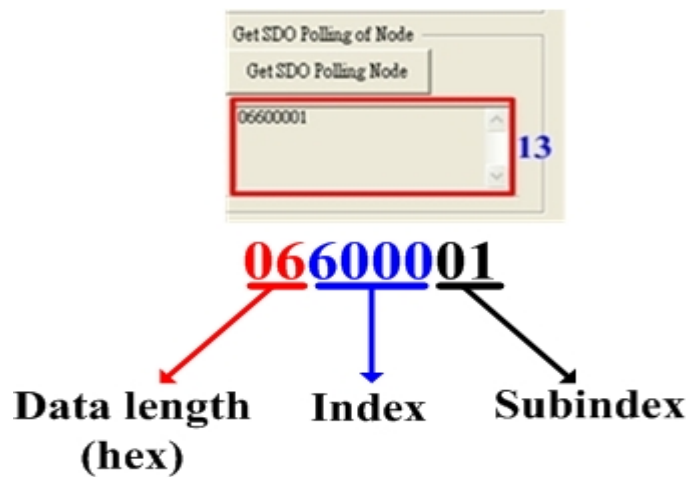 Get SDO Polling of Node
Get SDO Polling Node
06600001
13
06600001
Data length
(hex)
Index
Subindex